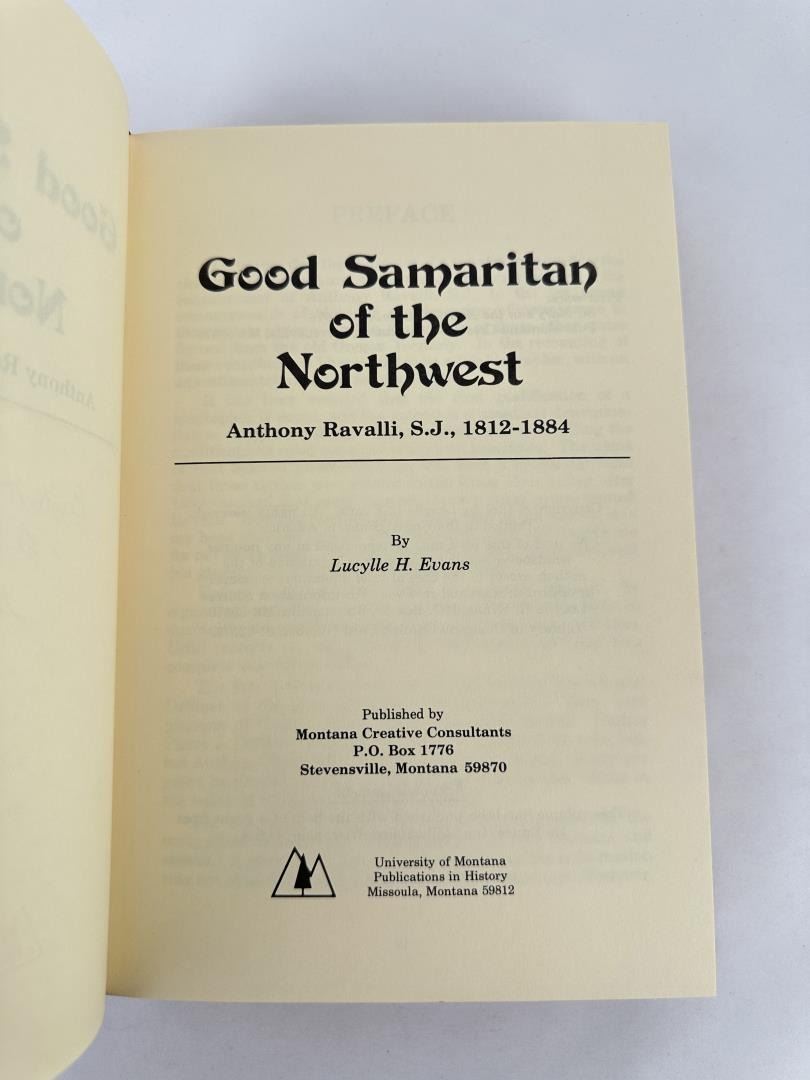 Good Samaritan
of the
Northwest
Anthony Ravalli, S.J., 1812-1884
By
Lucylle H. Evans
Published by
Montana Creative Consultants
P.O. Box 1776
Stevensville, Montana 59870
University of Montana
Publications in History
Missoula, Montana 59812
PREFACE